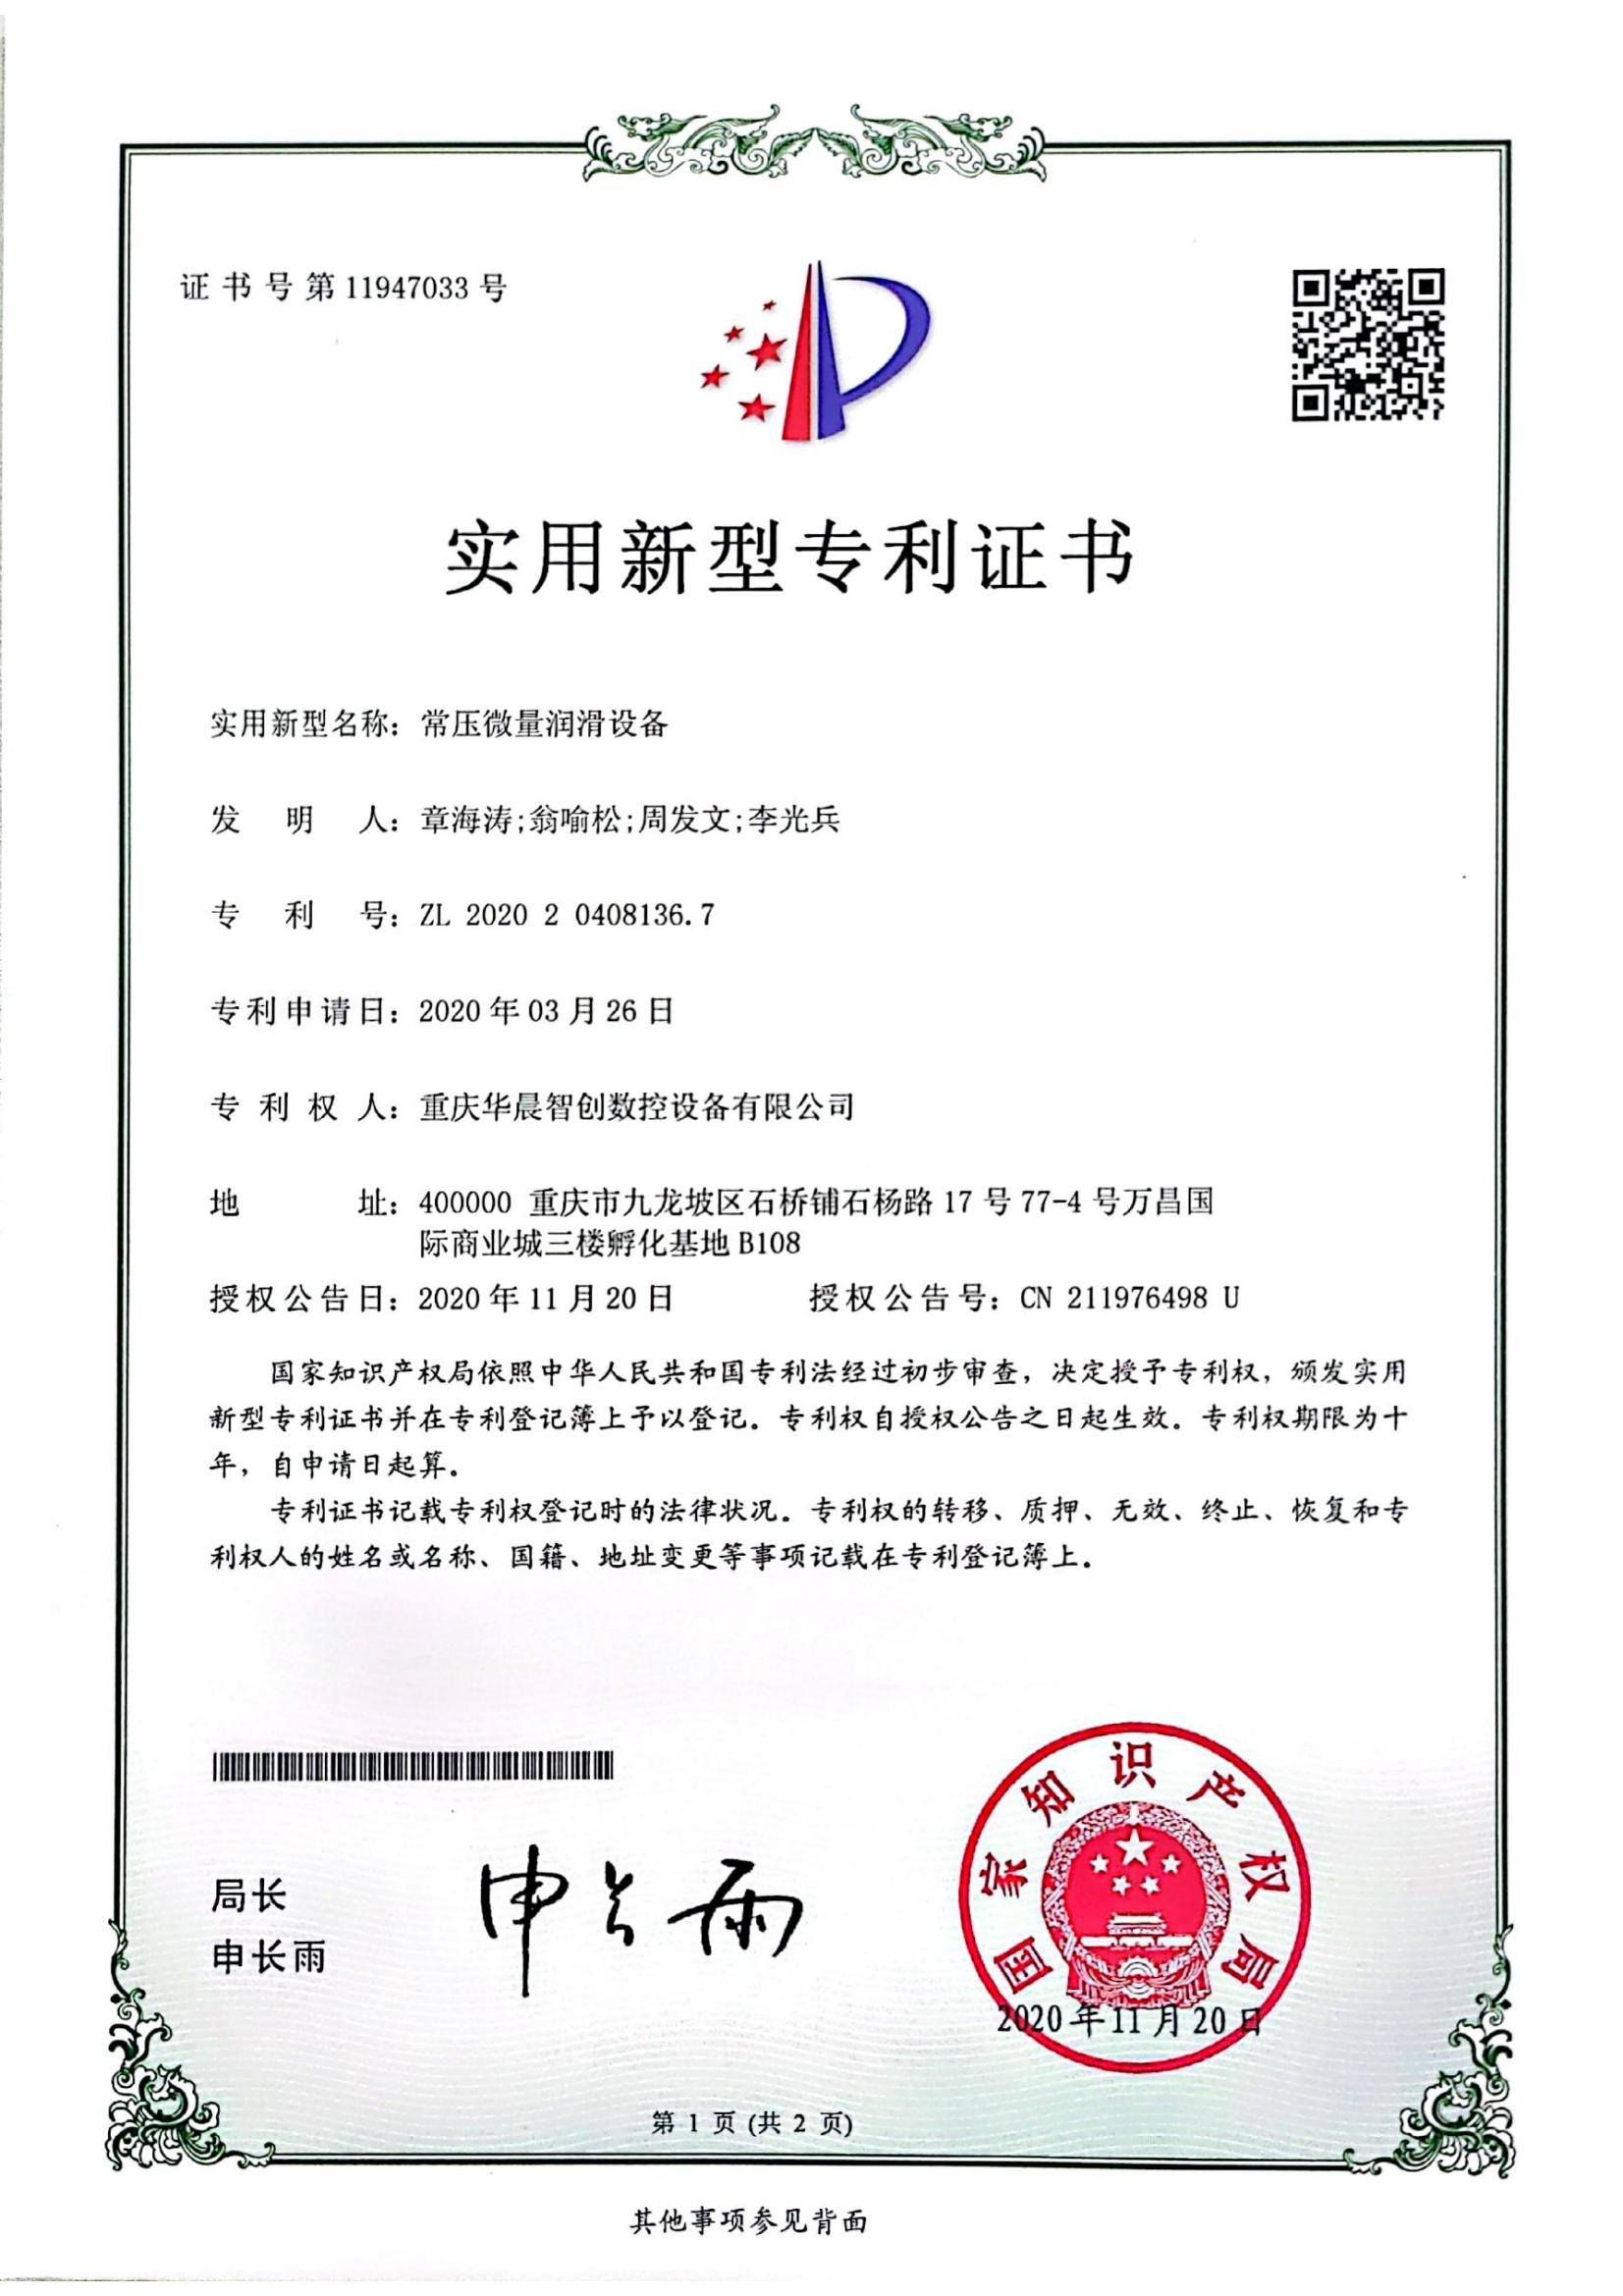 证书号第11947033号
实用新型专利证书
实用新型名称：常压微量润滑设备
发明人：章海涛;翁喻松;周发文;李光兵
专利号：ZL 2020 2 0408136.7
专利申请日：2020年03月26日
专利权人：重庆华晨智创数控设备有限公司
地址：400000 重庆市九龙坡区石桥铺石杨路17号77-4号万昌国
际商业城三楼孵化基地B108
授权公告日：2020年11月20日 授权公告号：CN 211976498 U
国家知识产权局依照中华人民共和国专利法经过初步审查，决定授予专利权，颁发实用
新型专利证书并在专利登记簿上予以登记。专利权自授权公告之日起生效。专利权期限为十
年，自申请日起算。
专利证书记载专利权登记时的法律状况。专利权的转移、质押、无效、终止、恢复和专
利权人的姓名或名称、国籍、地址变更等事项记载在专利登记簿上。
局长
申长雨
申长雨
国家知识产权局
2020年11月20日
第 1 页 (共 2 页)
其他事项参见背面